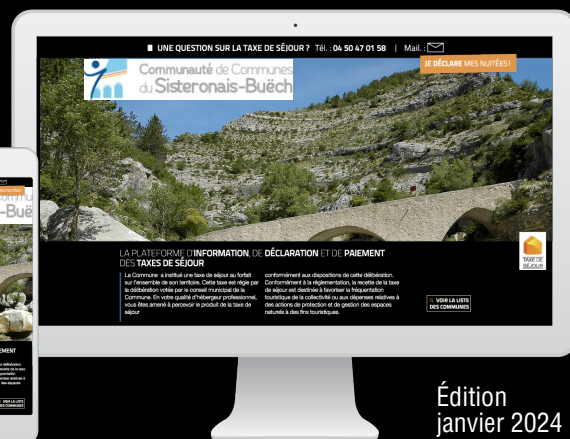 UNE QUESTION SUR LA TAXE DE SÉJOUR ? Tél. : 04 50 47 01 58 | Mail. :
JE DÉCLARE MES NUITÉES !
Communauté de Communes
du Sisteronais-Buëch
LA PLATEFORME D'INFORMATION, DE DÉCLARATION ET DE PAIEMENT
DES TAXES DE SÉJOUR
La Commune a institué une taxe de séjour au forfait
sur l'ensemble de son territoire. Cette taxe est régie par
la délibération votée par le conseil municipal de la
Commune. En votre qualité d'hébergeur professionnel,
vous êtes amené à percevoir le produit de la taxe de
séjour
conformément aux dispositions de cette délibération.
Conformément à la réglementation, la recette de la taxe
de séjour est destinée à favoriser la fréquentation
touristique de la collectivité ou aux dépenses relatives à
des actions de protection et de gestion des espaces
naturels à des fins touristiques.
TAXE DE
SÉJOUR
VOIR LA LISTE
DES COMMUNES
-Buë
EMENT
VOIR LA LISTE
DES COMMUNES
Édition
janvier 2024